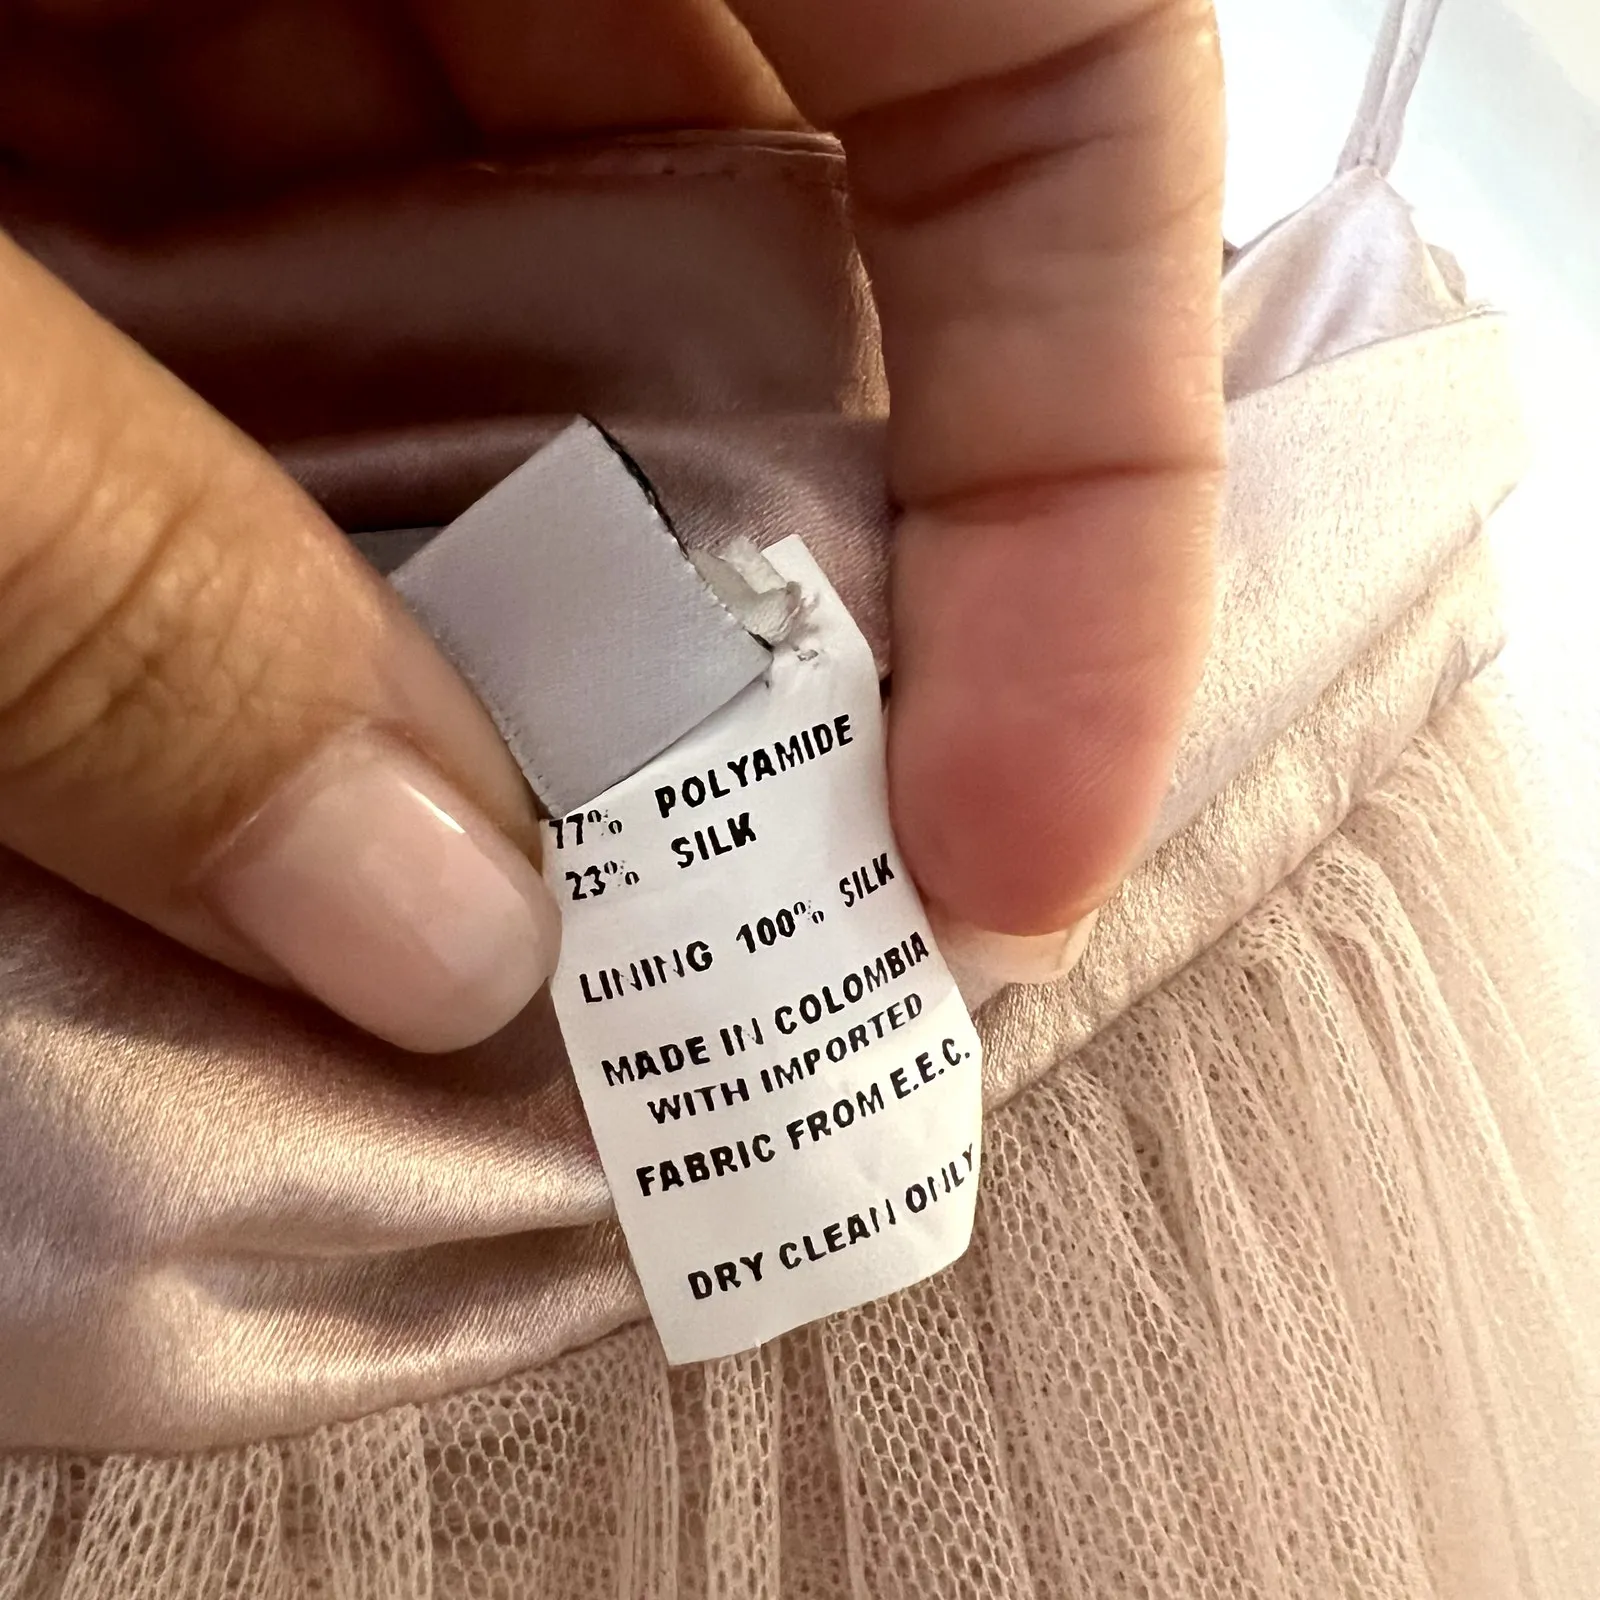 77% POLYAMIDE
23% SILK
LINING 100% SILK
MADE IN COLOMBIA
WITH IMPORTED
FABRIC FROM E.E.C.
DRY CLEAN ONLY